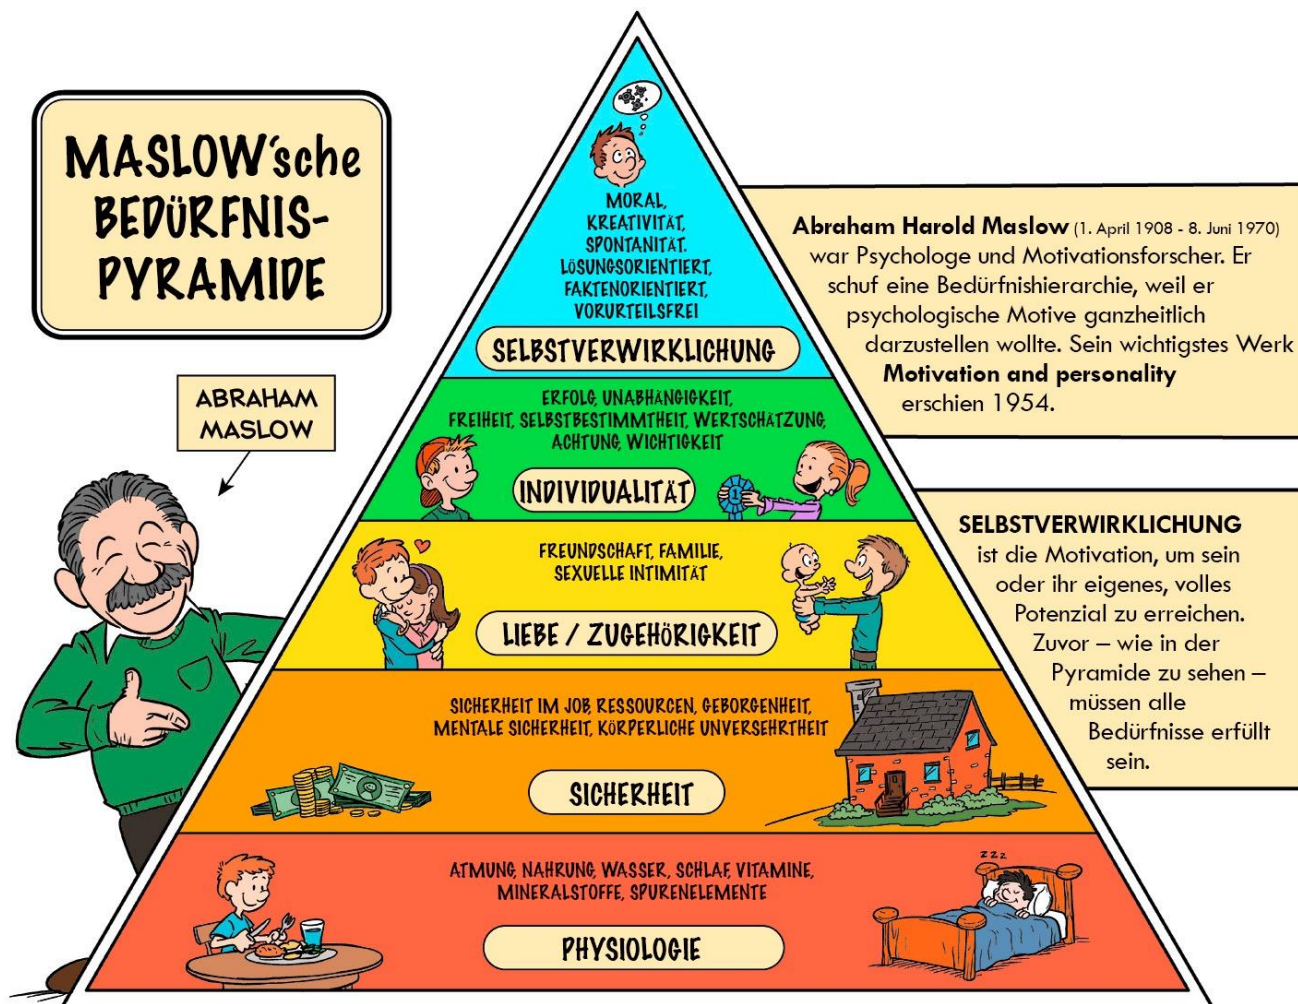 MASLOW'sche
BEDÜRFNIS-
PYRAMIDE
ABRAHAM
MASLOW
MORAL,
KREATIVITÄT,
SPONTANITÄT.
LÖSUNGSORIENTIERT,
FAKTENORIENTIERT,
VORURTEILSFREI
SELBSTVERWIRKLICHUNG
ERFOLG, UNABHÄNGIGKEIT,
FREIHEIT, SELBSTBESTIMMTHEIT, WERTSCHÄTZUNG,
ACHTUNG, WICHTIGKEIT
INDIVIDUALITÄT
1
FREUNDSCHAFT, FAMILIE,
SEXUELLE INTIMITÄT
LIEBE / ZUGEHÖRIGKEIT
SICHERHEIT IM JOB, RESSOURCEN, GEBORGENHEIT,
MENTALE SICHERHEIT, KÖRPERLICHE UNVERSEHRTHEIT
SICHERHEIT
ATMUNG, NAHRUNG, WASSER, SCHLAF, VITAMINE,
MINERALSTOFFE, SPURENELEMENTE
PHYSIOLOGIE
zzz
Abraham Harold Maslow (1. April 1908 - 8. Juni 1970)
war Psychologe und Motivationsforscher. Er
schuf eine Bedürfnishierarchie, weil er
psychologische Motive ganzheitlich
darzustellen wollte. Sein wichtigstes Werk
Motivation and personality
erschien 1954.
SELBSTVERWIRKLICHUNG
ist die Motivation, um sein
oder ihr eigenes, volles
Potenzial zu erreichen.
Zuvor – wie in der
Pyramide zu sehen –
müssen alle
Bedürfnisse erfüllt
sein.